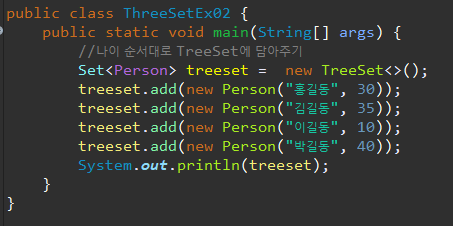 public class ThreeSetEx02 {
public static void main(String[] args) {
//나이 순서대로 TreeSet에 담아주기
Set<Person> treeset =  new TreeSet<>();
treeset.add(new Person("홍길동", 30));
treeset.add(new Person("김길동", 35));
treeset.add(new Person("이길동", 10));
treeset.add(new Person("박길동", 40));
System.out.println(treeset);
}
}